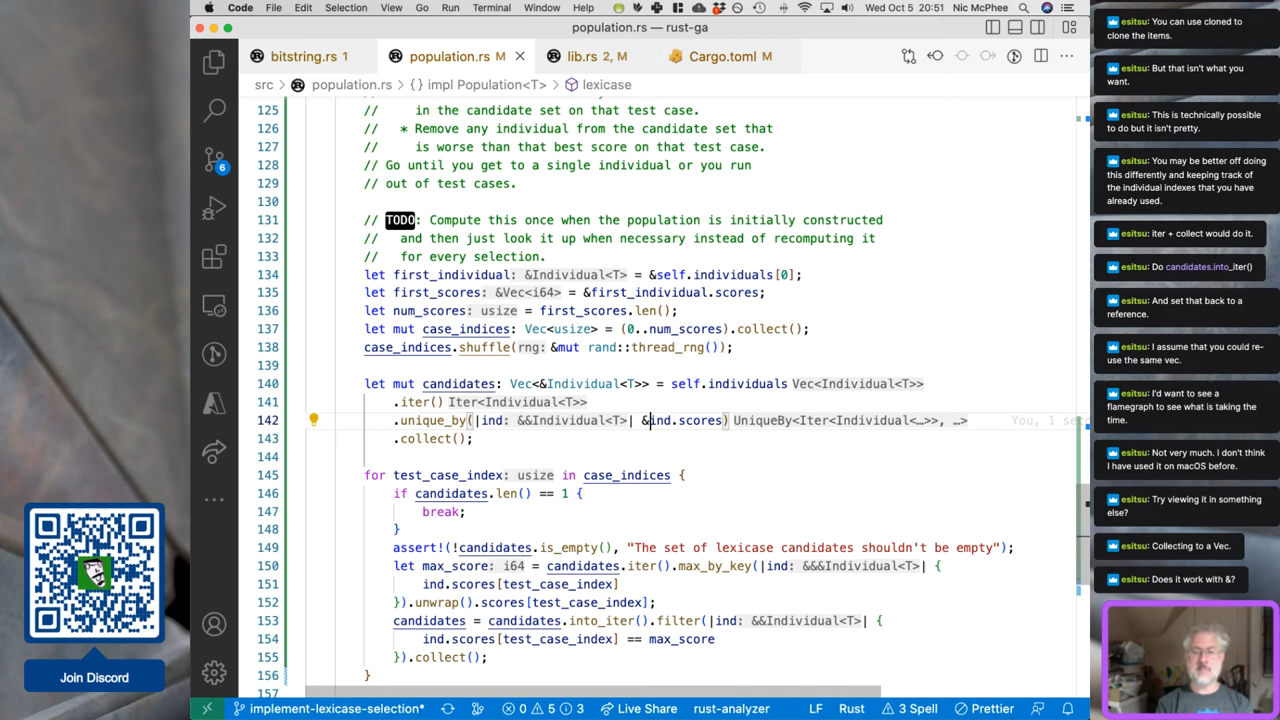 Code File Edit Selection View Go Run Terminal Window Help Wed Oct 5 20:51 Nic McPhee
population.rs — rust-ga
bitstring.rs 1 population.rs M lib.rs 2, M Cargo.toml M
src population.rs {} impl Population<T> lexicase
125 // in the candidate set on that test case.
126 // * Remove any individual from the candidate set that
127 // is worse than that best score on that test case.
128 // Go until you get to a single individual or you run
129 // out of test cases.
130
131 // TODO: Compute this once when the population is initially constructed
132 // and then just look it up when necessary instead of recomputing it
133 // for every selection.
134 let first_individual: &Individual<T> = &self.individuals[0];
135 let first_scores: &Vec<i64> = &first_individual.scores;
136 let num_scores: usize = first_scores.len();
137 let mut case_indices: Vec<usize> = (0..num_scores).collect();
138 case_indices.shuffle(rng: &mut rand::thread_rng());
139
140 let mut candidates: Vec<&Individual<T>> = self.individuals Vec<Individual<T>>
141 .iter() Iter<Individual<T>>
142 .unique_by(|ind: &&Individual<T>| &ind.scores) UniqueBy<Iter<Individual<…>>, …>
143 .collect();
144
145 for test_case_index: usize in case_indices {
146 if candidates.len() == 1 {
147 break;
148 }
149 assert!(!candidates.is_empty(), "The set of lexicase candidates shouldn't be empty");
150 let max_score: i64 = candidates.iter().max_by_key(|ind: &&&Individual<T>| {
151 ind.scores[test_case_index]
152 }).unwrap().scores[test_case_index];
153 candidates = candidates.into_iter().filter(|ind: &&Individual<T>| {
154 ind.scores[test_case_index] == max_score
155 }).collect();
156 }
157
6
Join Discord
implement-lexicase-selection* 0 5 3 Live Share rust-analyzer LF Rust 3 Spell Prettier
esitsu: You can use cloned to
clone the items.
esitsu: But that isn't what you
want.
esitsu: This is technically possible
to do but it isn't pretty.
esitsu: You may be better off doing
this differently and keeping track of
the individual indexes that you have
already used.
esitsu: iter + collect would do it.
esitsu: Do candidates.into_iter()
esitsu: And set that back to a
reference.
esitsu: I assume that you could re-
use the same vec.
esitsu: I'd want to see a
flamegraph to see what is taking the
time.
esitsu: Not very much. I don't think
I have used it on macOS before.
esitsu: Try viewing it in something
else?
esitsu: Collecting to a Vec.
esitsu: Does it work with &?